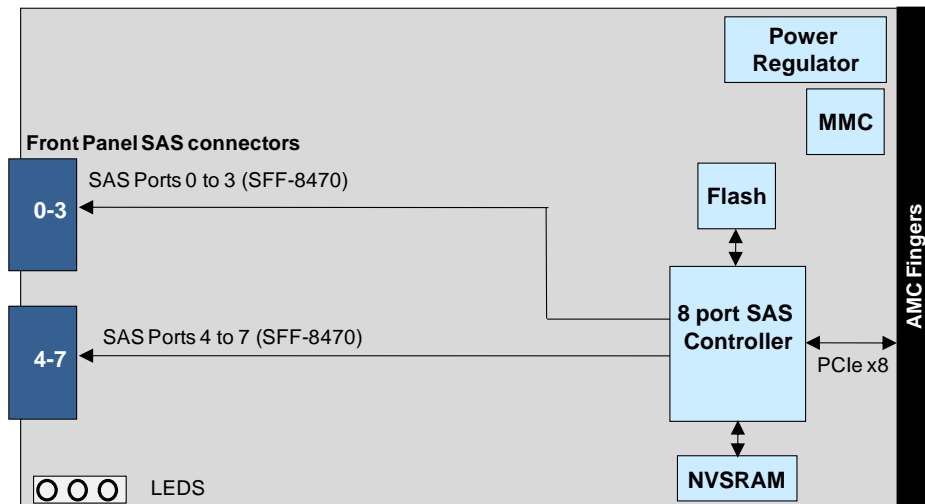 Power
Regulator
MMC
Front Panel SAS connectors
SAS Ports 0 to 3 (SFF-8470)
0-3
Flash
AMC Fingers
8 port SAS
Controller
SAS Ports 4 to 7 (SFF-8470)
4-7
PCIe x8
NVSRAM
LEDS